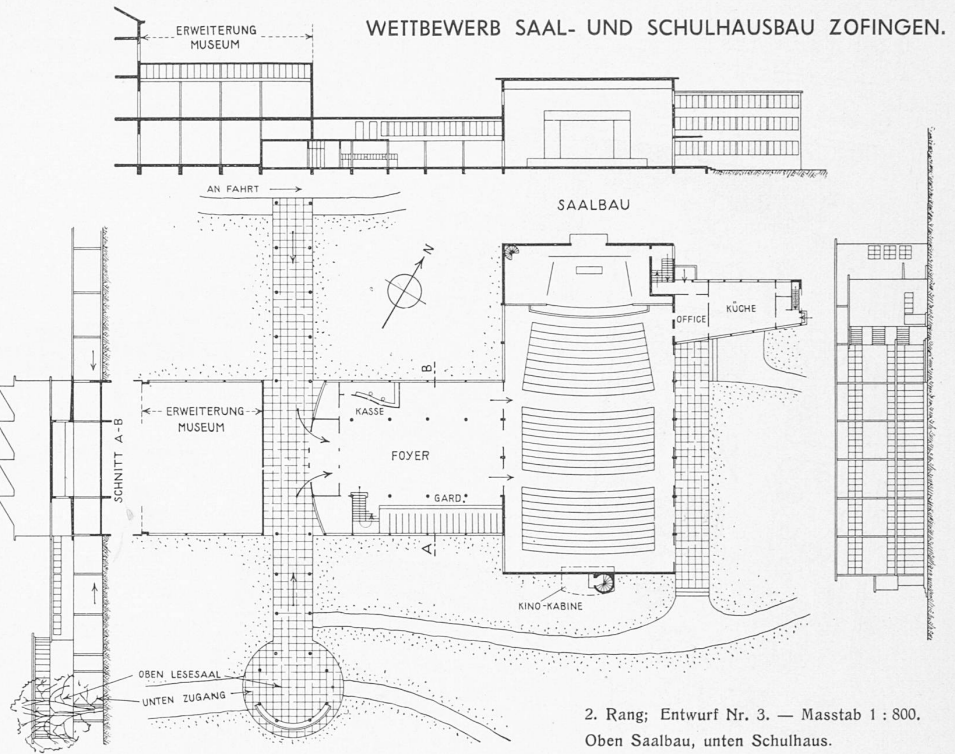 WETTBEWERB SAAL- UND SCHULHAUSBAU ZOFINGEN.
ERWEITERUNG
MUSEUM
AN FAHRT
SAALBAU
N
OFFICE
KÜCHE
B
ERWEITERUNG
MUSEUM
KASSE
SCHNITT A-B
FOYER
GARD.
A
KINO-KABINE
OBEN LESESAAL
UNTEN ZUGANG
2. Rang; Entwurf Nr. 3. — Masstab 1 : 800.
Oben Saalbau, unten Schulhaus.